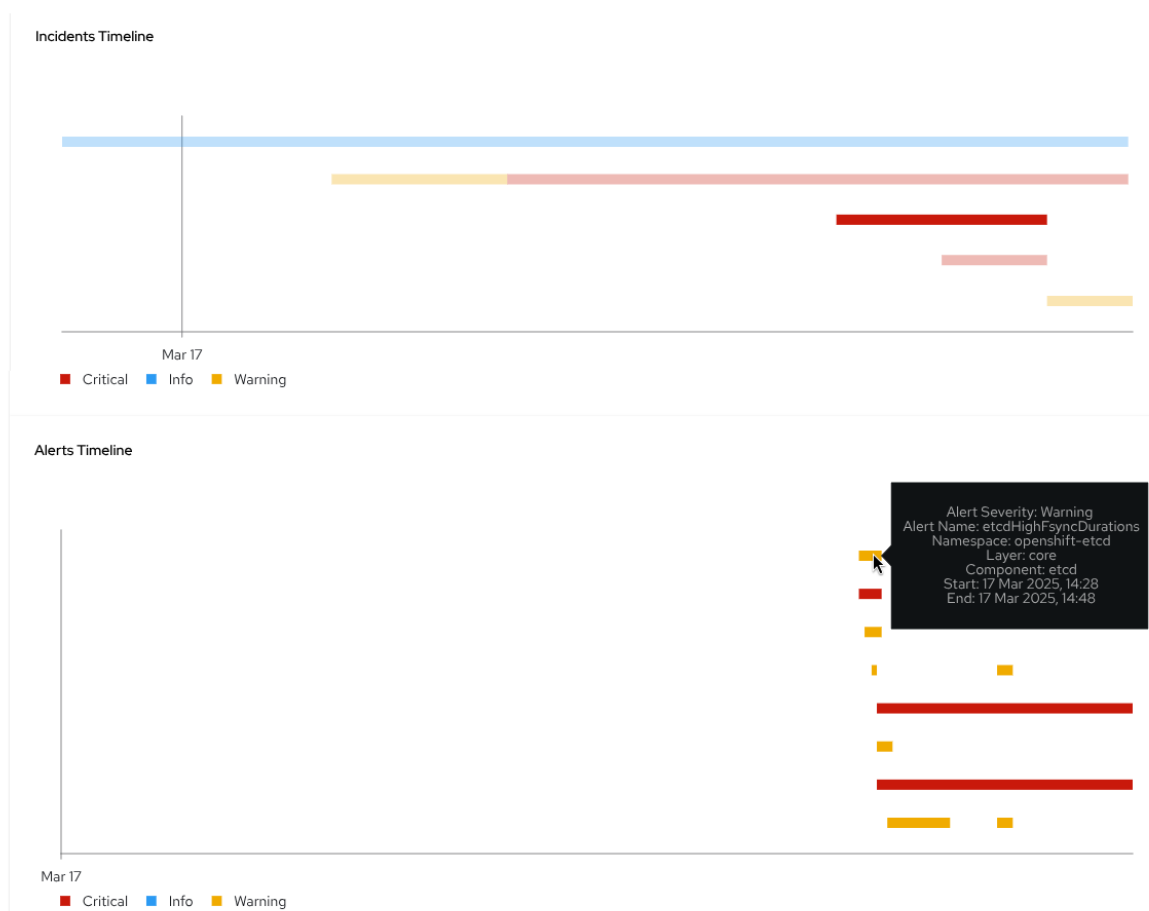 Incidents Timeline
Mar 17
Critical Info Warning
Alerts Timeline
Alert Severity: Warning
Alert Name: etcdHighFsyncDurations
Namespace: openshift-etcd
Layer: core
Component: etcd
Start: 17 Mar 2025, 14:28
End: 17 Mar 2025, 14:48
Mar 17
Critical Info Warning